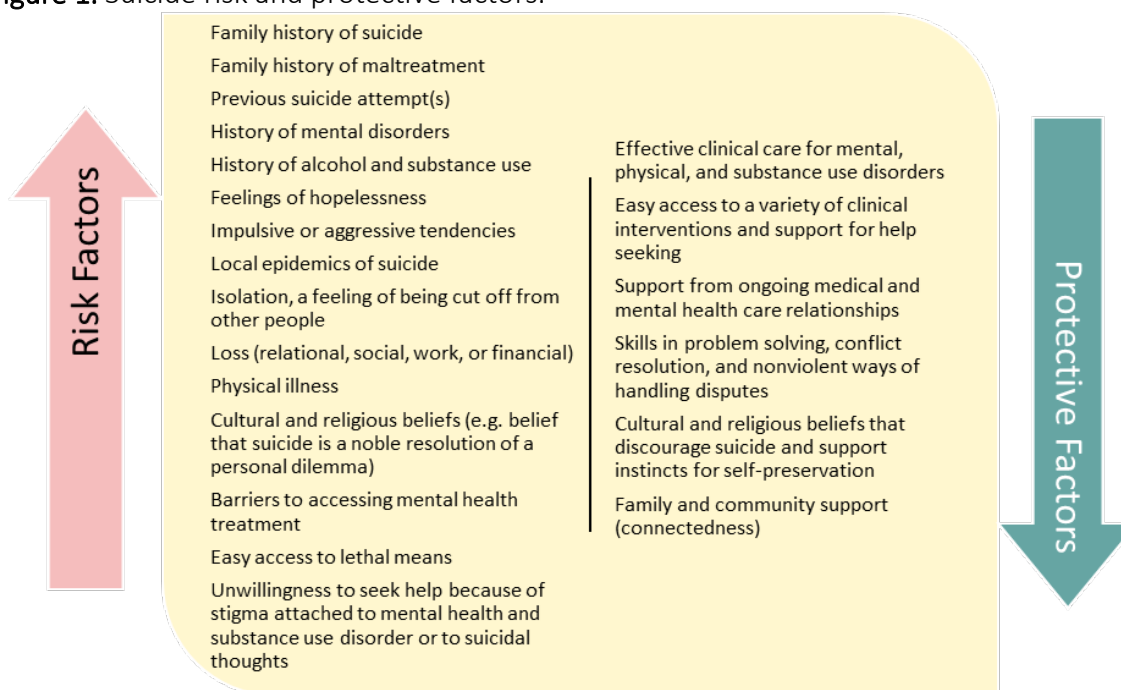 Figure 1. Suicide risk and protective factors.
Risk Factors
Family history of suicide
Family history of maltreatment
Previous suicide attempt(s)
History of mental disorders
History of alcohol and substance use
Feelings of hopelessness
Impulsive or aggressive tendencies
Local epidemics of suicide
Isolation, a feeling of being cut off from
other people
Loss (relational, social, work, or financial)
Physical illness
Cultural and religious beliefs (e.g. belief
that suicide is a noble resolution of a
personal dilemma)
Barriers to accessing mental health
treatment
Easy access to lethal means
Unwillingness to seek help because of
stigma attached to mental health and
substance use disorder or to suicidal
thoughts
Effective clinical care for mental,
physical, and substance use disorders
Easy access to a variety of clinical
interventions and support for help
seeking
Support from ongoing medical and
mental health care relationships
Skills in problem solving, conflict
resolution, and nonviolent ways of
handling disputes
Cultural and religious beliefs that
discourage suicide and support
instincts for self-preservation
Family and community support
(connectedness)
Protective Factors